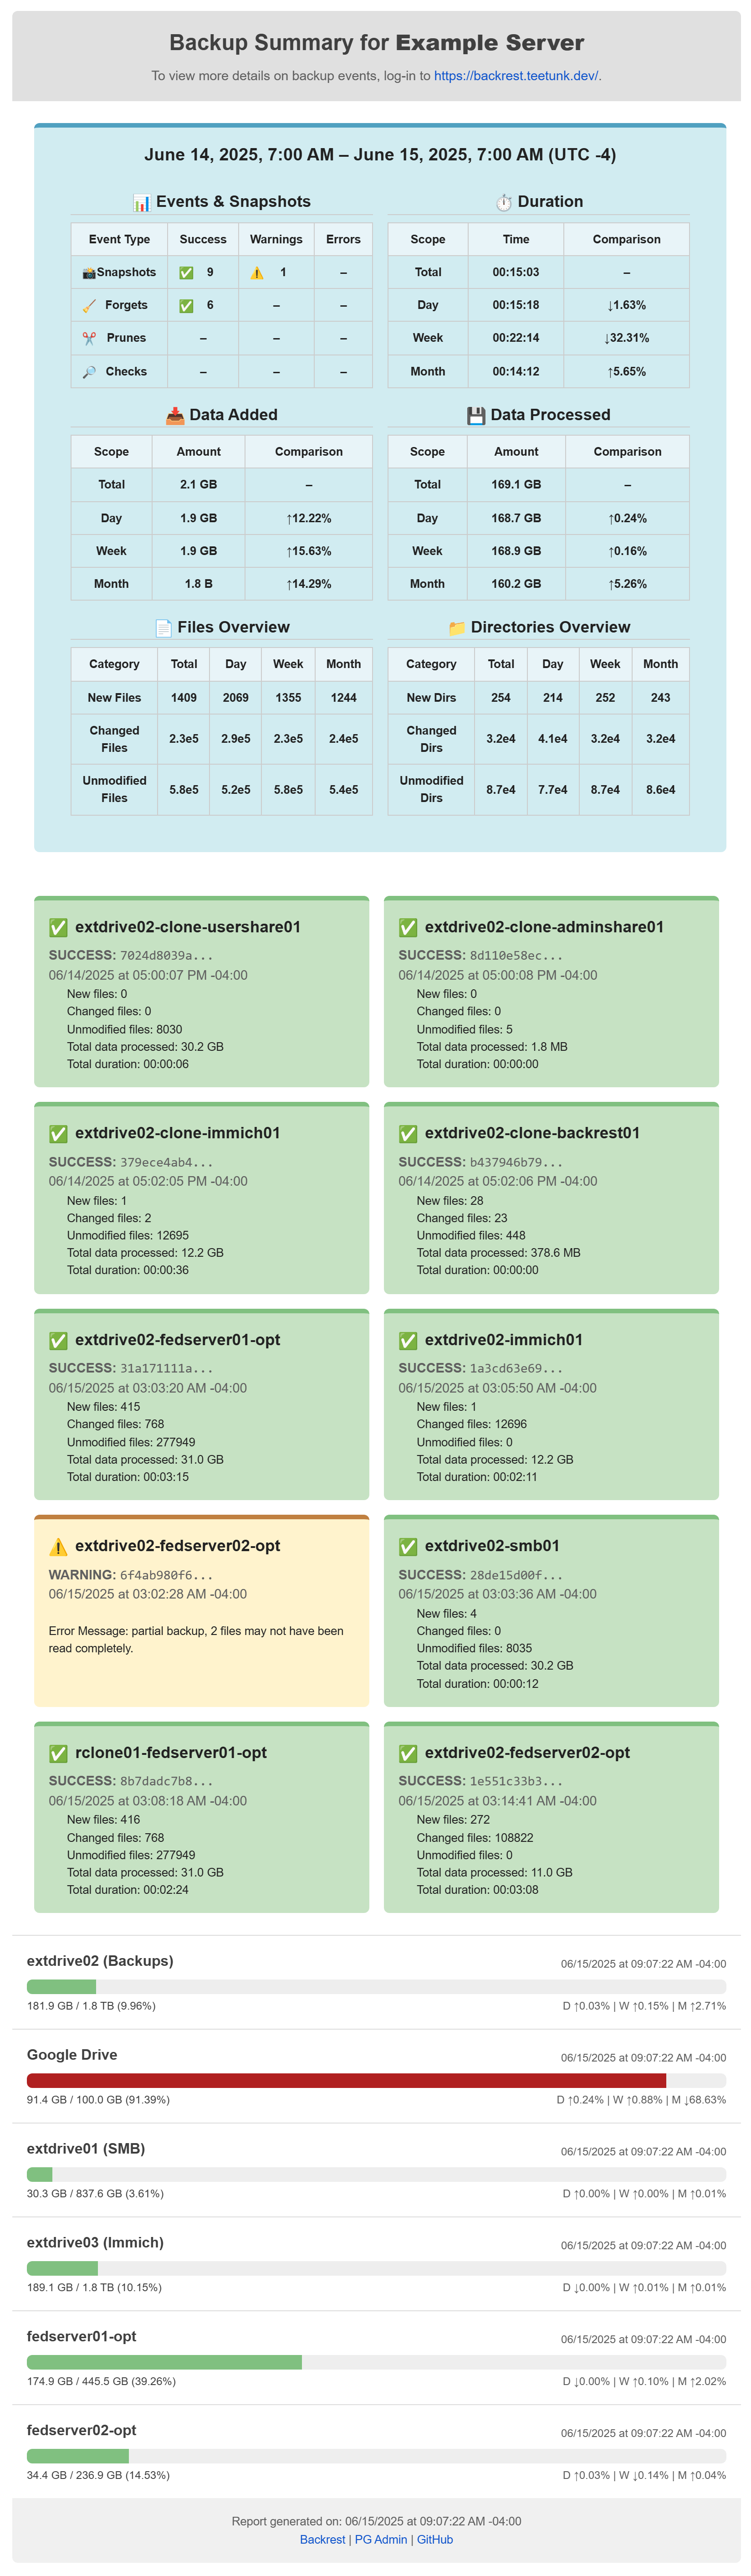 Backup Summary for Example Server
To view more details on backup events, log-in to https://backrest.teetunk.dev/.
June 14, 2025, 7:00 AM – June 15, 2025, 7:00 AM (UTC -4)
📊 Events & Snapshots
Event Type Success Warnings Errors
📸Snapshots ✅ 9 ⚠️ 1 –
🧹 Forgets ✅ 6 – –
✂️ Prunes – – –
🔎 Checks – – –
⏱️ Duration
Scope Time Comparison
Total 00:15:03 –
Day 00:15:18 ↓1.63%
Week 00:22:14 ↓32.31%
Month 00:14:12 ↑5.65%
📥 Data Added
Scope Amount Comparison
Total 2.1 GB –
Day 1.9 GB ↑12.22%
Week 1.9 GB ↑15.63%
Month 1.8 B ↑14.29%
💾 Data Processed
Scope Amount Comparison
Total 169.1 GB –
Day 168.7 GB ↑0.24%
Week 168.9 GB ↑0.16%
Month 160.2 GB ↑5.26%
📄 Files Overview
Category Total Day Week Month
New Files 1409 2069 1355 1244
Changed
Files 2.3e5 2.9e5 2.3e5 2.4e5
Unmodified
Files 5.8e5 5.2e5 5.8e5 5.4e5
📁 Directories Overview
Category Total Day Week Month
New Dirs 254 214 252 243
Changed
Dirs 3.2e4 4.1e4 3.2e4 3.2e4
Unmodified
Dirs 8.7e4 7.7e4 8.7e4 8.6e4
✅ extdrive02-clone-usershare01
SUCCESS: 7024d8039a...
06/14/2025 at 05:00:07 PM -04:00
New files: 0
Changed files: 0
Unmodified files: 8030
Total data processed: 30.2 GB
Total duration: 00:00:06
✅ extdrive02-clone-adminshare01
SUCCESS: 8d110e58ec...
06/14/2025 at 05:00:08 PM -04:00
New files: 0
Changed files: 0
Unmodified files: 5
Total data processed: 1.8 MB
Total duration: 00:00:00
✅ extdrive02-clone-immich01
SUCCESS: 379ece4ab4...
06/14/2025 at 05:02:05 PM -04:00
New files: 1
Changed files: 2
Unmodified files: 12695
Total data processed: 12.2 GB
Total duration: 00:00:36
✅ extdrive02-clone-backrest01
SUCCESS: b437946b79...
06/14/2025 at 05:02:06 PM -04:00
New files: 28
Changed files: 23
Unmodified files: 448
Total data processed: 378.6 MB
Total duration: 00:00:00
✅ extdrive02-fedserver01-opt
SUCCESS: 31a171111a...
06/15/2025 at 03:03:20 AM -04:00
New files: 415
Changed files: 768
Unmodified files: 277949
Total data processed: 31.0 GB
Total duration: 00:03:15
✅ extdrive02-immich01
SUCCESS: 1a3cd63e69...
06/15/2025 at 03:05:50 AM -04:00
New files: 1
Changed files: 12696
Unmodified files: 0
Total data processed: 12.2 GB
Total duration: 00:02:11
⚠️ extdrive02-fedserver02-opt
WARNING: 6f4ab980f6...
06/15/2025 at 03:02:28 AM -04:00
Error Message: partial backup, 2 files may not have been
read completely.
✅ extdrive02-smb01
SUCCESS: 28de15d00f...
06/15/2025 at 03:03:36 AM -04:00
New files: 4
Changed files: 0
Unmodified files: 8035
Total data processed: 30.2 GB
Total duration: 00:00:12
✅ rclone01-fedserver01-opt
SUCCESS: 8b7dadc7b8...
06/15/2025 at 03:08:18 AM -04:00
New files: 416
Changed files: 768
Unmodified files: 277949
Total data processed: 31.0 GB
Total duration: 00:02:24
✅ extdrive02-fedserver02-opt
SUCCESS: 1e551c33b3...
06/15/2025 at 03:14:41 AM -04:00
New files: 272
Changed files: 108822
Unmodified files: 0
Total data processed: 11.0 GB
Total duration: 00:03:08
extdrive02 (Backups) 06/15/2025 at 09:07:22 AM -04:00
181.9 GB / 1.8 TB (9.96%) D ↑0.03% | W ↑0.15% | M ↑2.71%
Google Drive 06/15/2025 at 09:07:22 AM -04:00
91.4 GB / 100.0 GB (91.39%) D ↑0.24% | W ↑0.88% | M ↓68.63%
extdrive01 (SMB) 06/15/2025 at 09:07:22 AM -04:00
30.3 GB / 837.6 GB (3.61%) D ↑0.00% | W ↑0.00% | M ↑0.01%
extdrive03 (Immich) 06/15/2025 at 09:07:22 AM -04:00
189.1 GB / 1.8 TB (10.15%) D ↓0.00% | W ↑0.01% | M ↑0.01%
fedserver01-opt 06/15/2025 at 09:07:22 AM -04:00
174.9 GB / 445.5 GB (39.26%) D ↓0.00% | W ↑0.10% | M ↑2.02%
fedserver02-opt 06/15/2025 at 09:07:22 AM -04:00
34.4 GB / 236.9 GB (14.53%) D ↑0.03% | W ↓0.14% | M ↑0.04%
Report generated on: 06/15/2025 at 09:07:22 AM -04:00
Backrest | PG Admin | GitHub